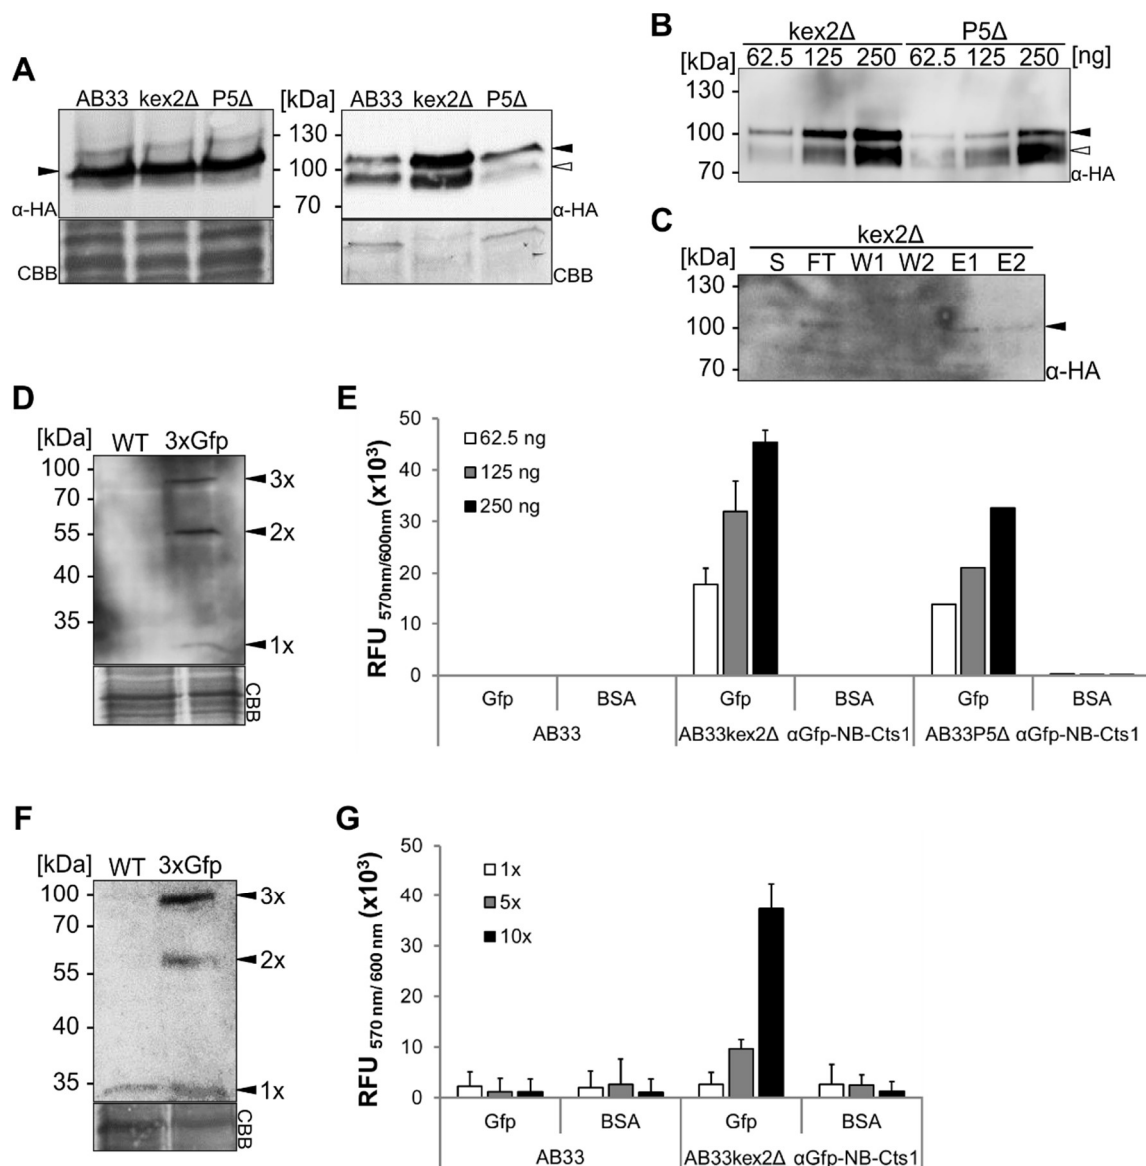 A
AB33 kex2Δ P5Δ [kDa] AB33 kex2Δ P5Δ
130
100
70
α-HA
α-HA
CBB
CBB
B
kex2Δ P5Δ
[kDa] 62.5 125 250 62.5 125 250 [ng]
130
100
70
α-HA
C
kex2Δ
[kDa] S FT W1 W2 E1 E2
130
100
70
α-HA
D
[kDa] WT 3xGfp
100
70
55
40
35
3x
2x
1x
CBB
E
RFU 570nm/600nm (x10³)
50
40
30
20
10
0
62.5 ng
125 ng
250 ng
Gfp BSA Gfp BSA Gfp BSA
AB33 AB33kex2Δ αGfp-NB-Cts1 AB33P5Δ αGfp-NB-Cts1
F
[kDa] WT 3xGfp
100
70
55
40
35
3x
2x
1x
CBB
G
RFU 570 nm/ 600 nm (x10³)
50
40
30
20
10
0
1x
5x
10x
Gfp BSA Gfp BSA
AB33 AB33kex2Δ αGfp-NB-Cts1